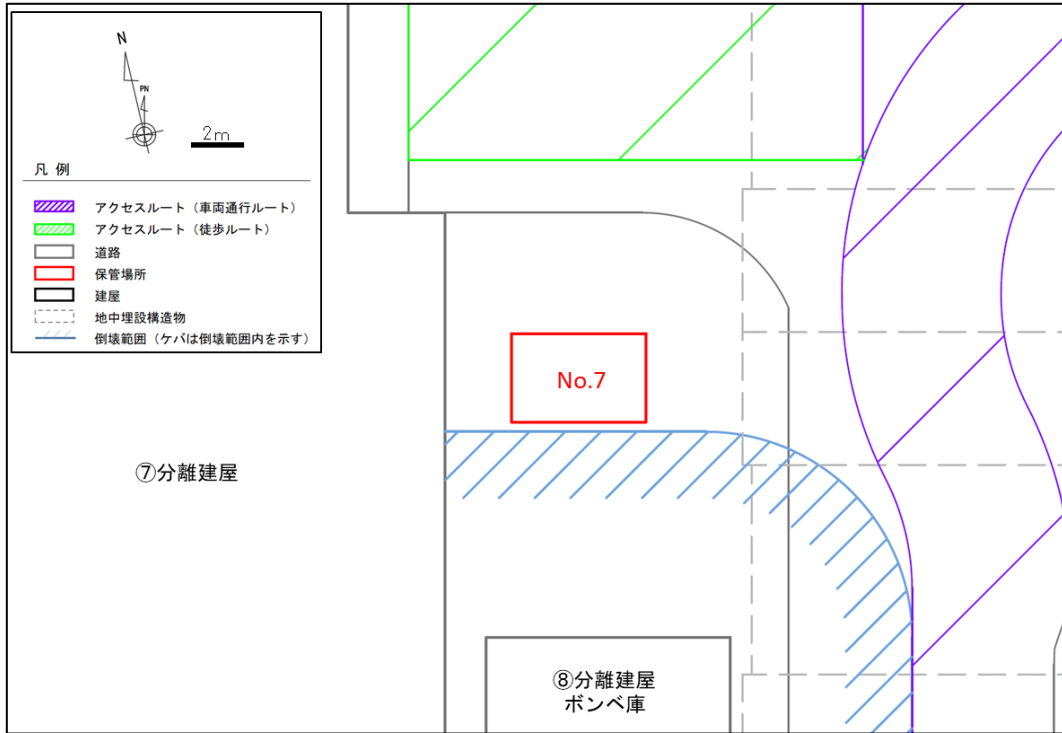 N
PN
2m
凡 例
アクセスルート（車両通行ルート）
アクセスルート（徒歩ルート）
道路
保管場所
建屋
地中埋設構造物
倒壊範囲（ケバは倒壊範囲内を示す）
No.7
⑦分離建屋
⑧分離建屋
ボンベ庫